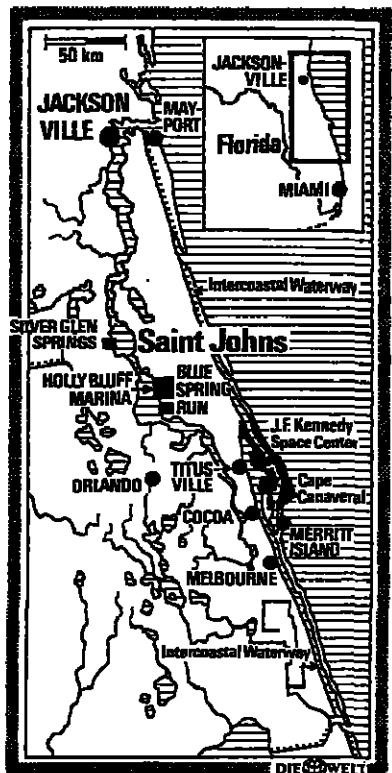 50 km
JACKSON
VILLE
MAY-
PORT
JACKSON-
VILLE
Florida
MIAMI
Intercoastal Waterway
SILVER GLEN
SPRINGS
Saint Johns
HOLLY BLUFF
MARINA
BLUE
SPRING
RUN
J.F. Kennedy
Space Center
TITUS
VILLE
Cape
Canaveral
ORLANDO
COCOA
MERRITT
ISLAND
MELBOURNE
Intercoastal Waterway
DIE WELT